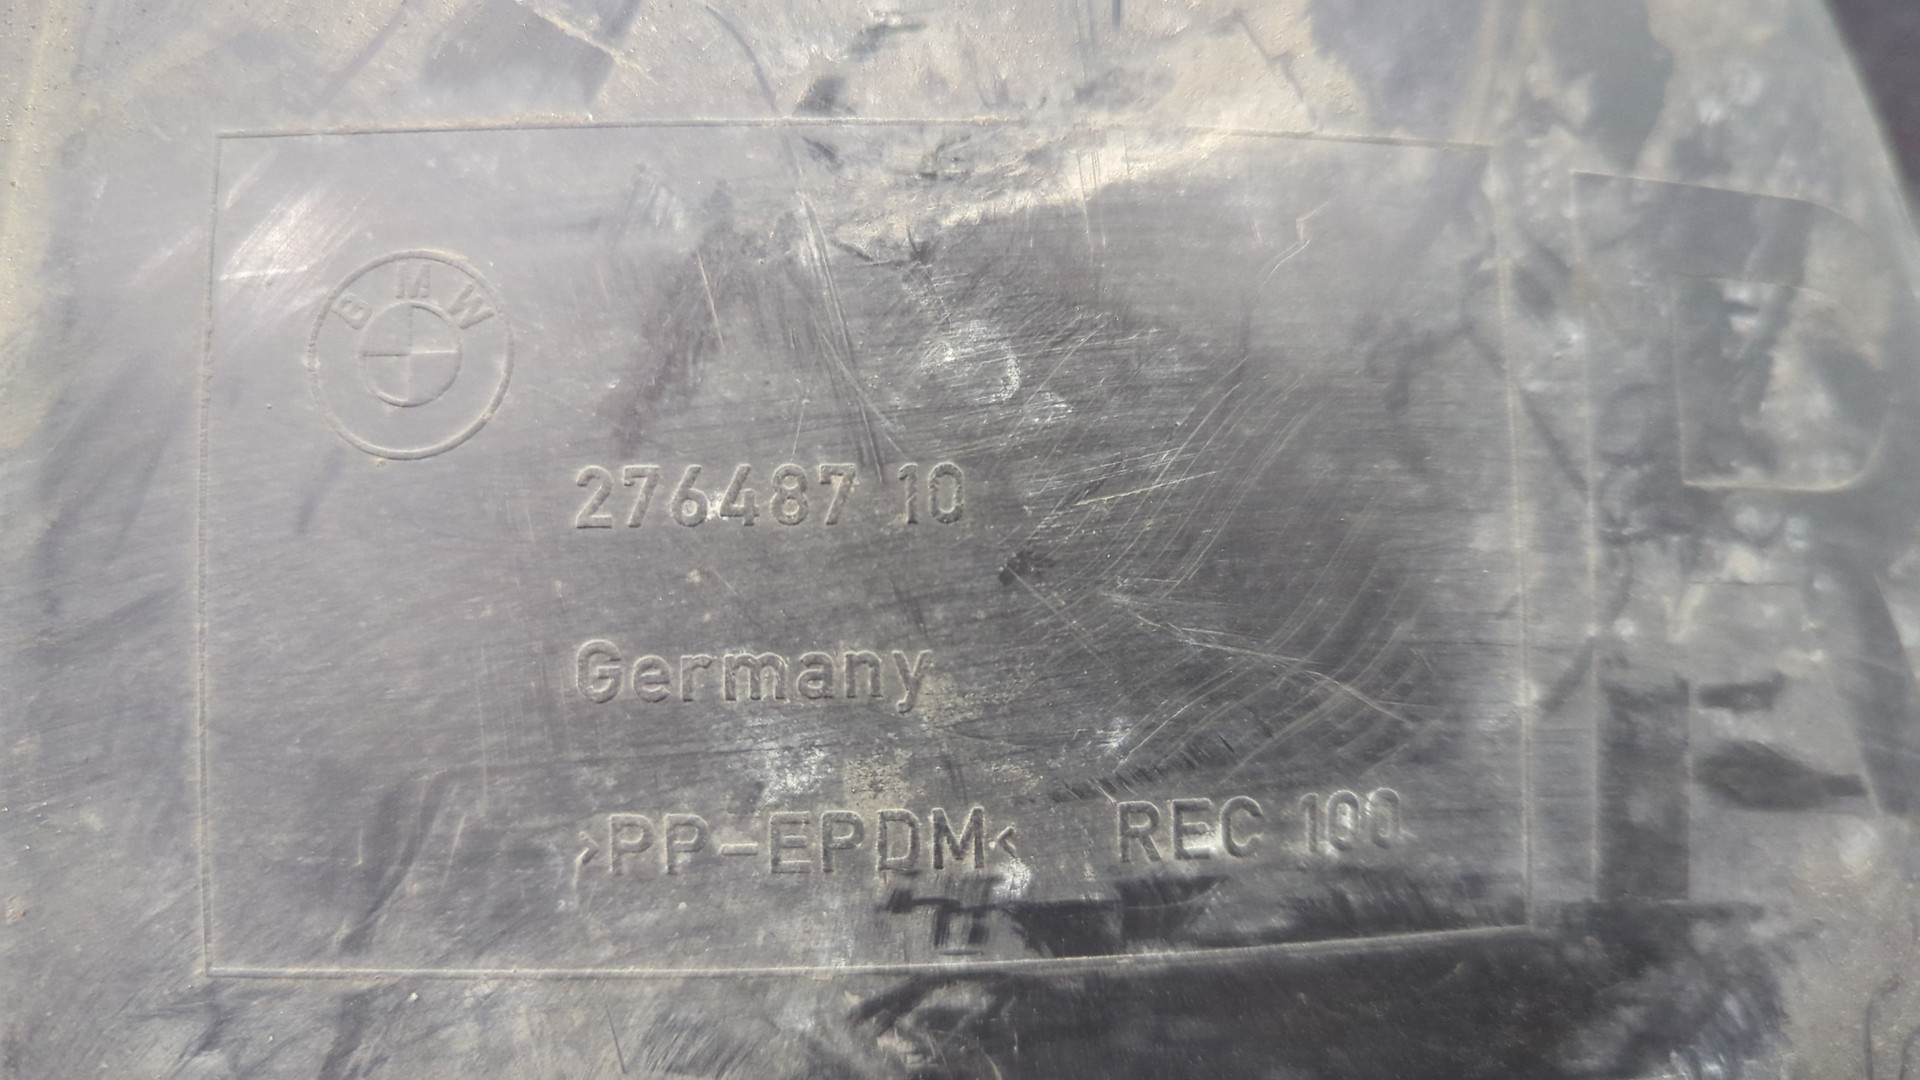 BMW
276487 10
Germany
>PP-EPDM< REC 100
R